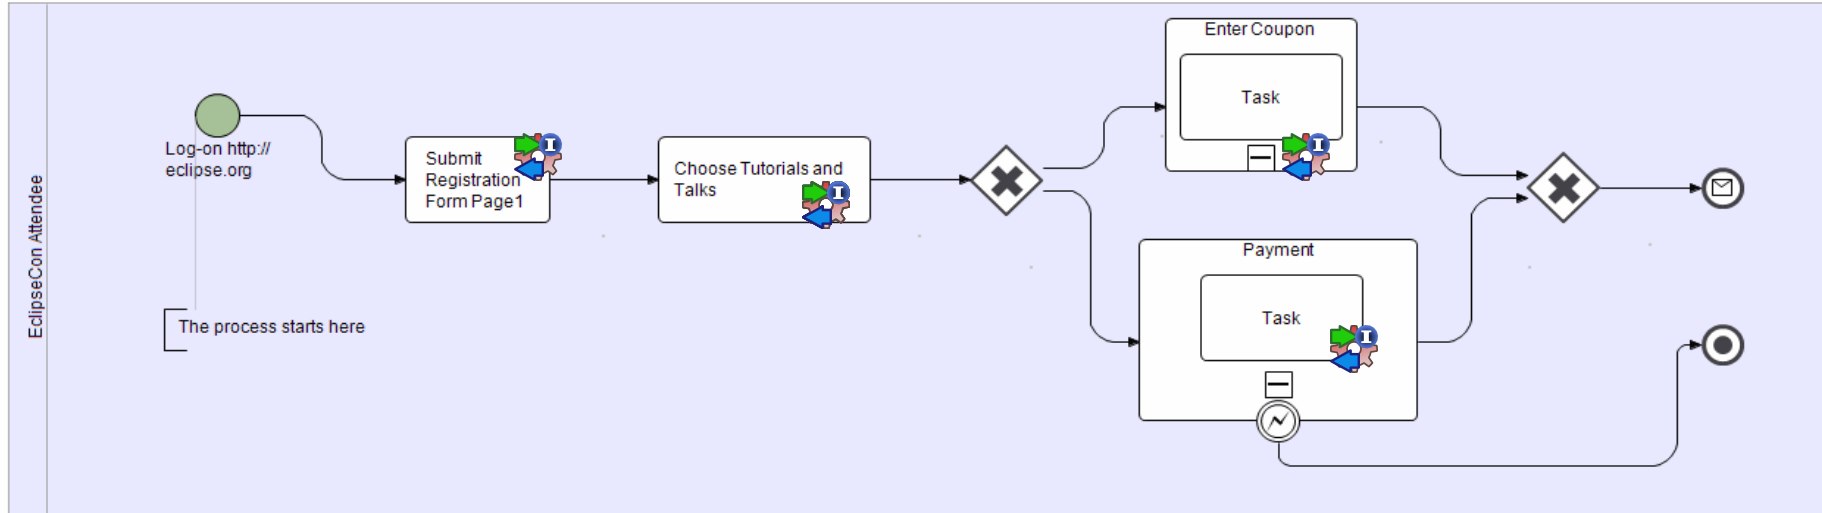 EclipseCon Attendee
Log-on http://
eclipse.org
The process starts here
Submit
Registration
Form Page1
Choose Tutorials and
Talks
Enter Coupon
Task
Payment
Task